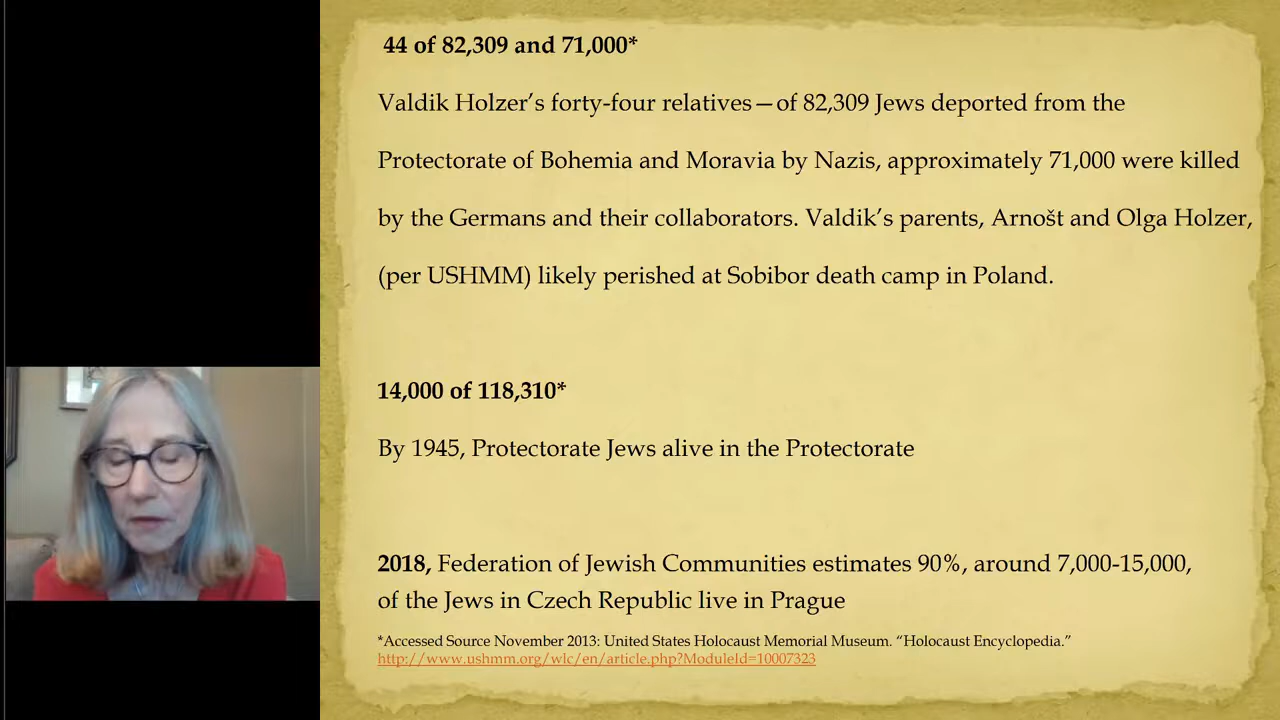 44 of 82,309 and 71,000*
Valdik Holzer’s forty-four relatives—of 82,309 Jews deported from the
Protectorate of Bohemia and Moravia by Nazis, approximately 71,000 were killed
by the Germans and their collaborators. Valdik’s parents, Arnošt and Olga Holzer,
(per USHMM) likely perished at Sobibor death camp in Poland.
14,000 of 118,310*
By 1945, Protectorate Jews alive in the Protectorate
2018, Federation of Jewish Communities estimates 90%, around 7,000-15,000,
of the Jews in Czech Republic live in Prague
*Accessed Source November 2013: United States Holocaust Memorial Museum. “Holocaust Encyclopedia.”
http://www.ushmm.org/wlc/en/article.php?ModuleId=10007323